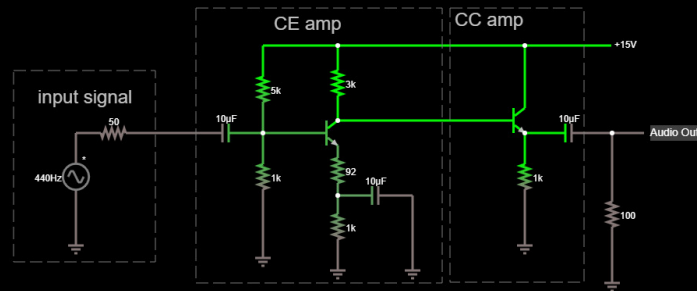 CE amp
CC amp
+15V
input signal
5k
3k
50
10µF
10µF
Audio Out
*
440Hz
1k
92
10µF
1k
1k
100